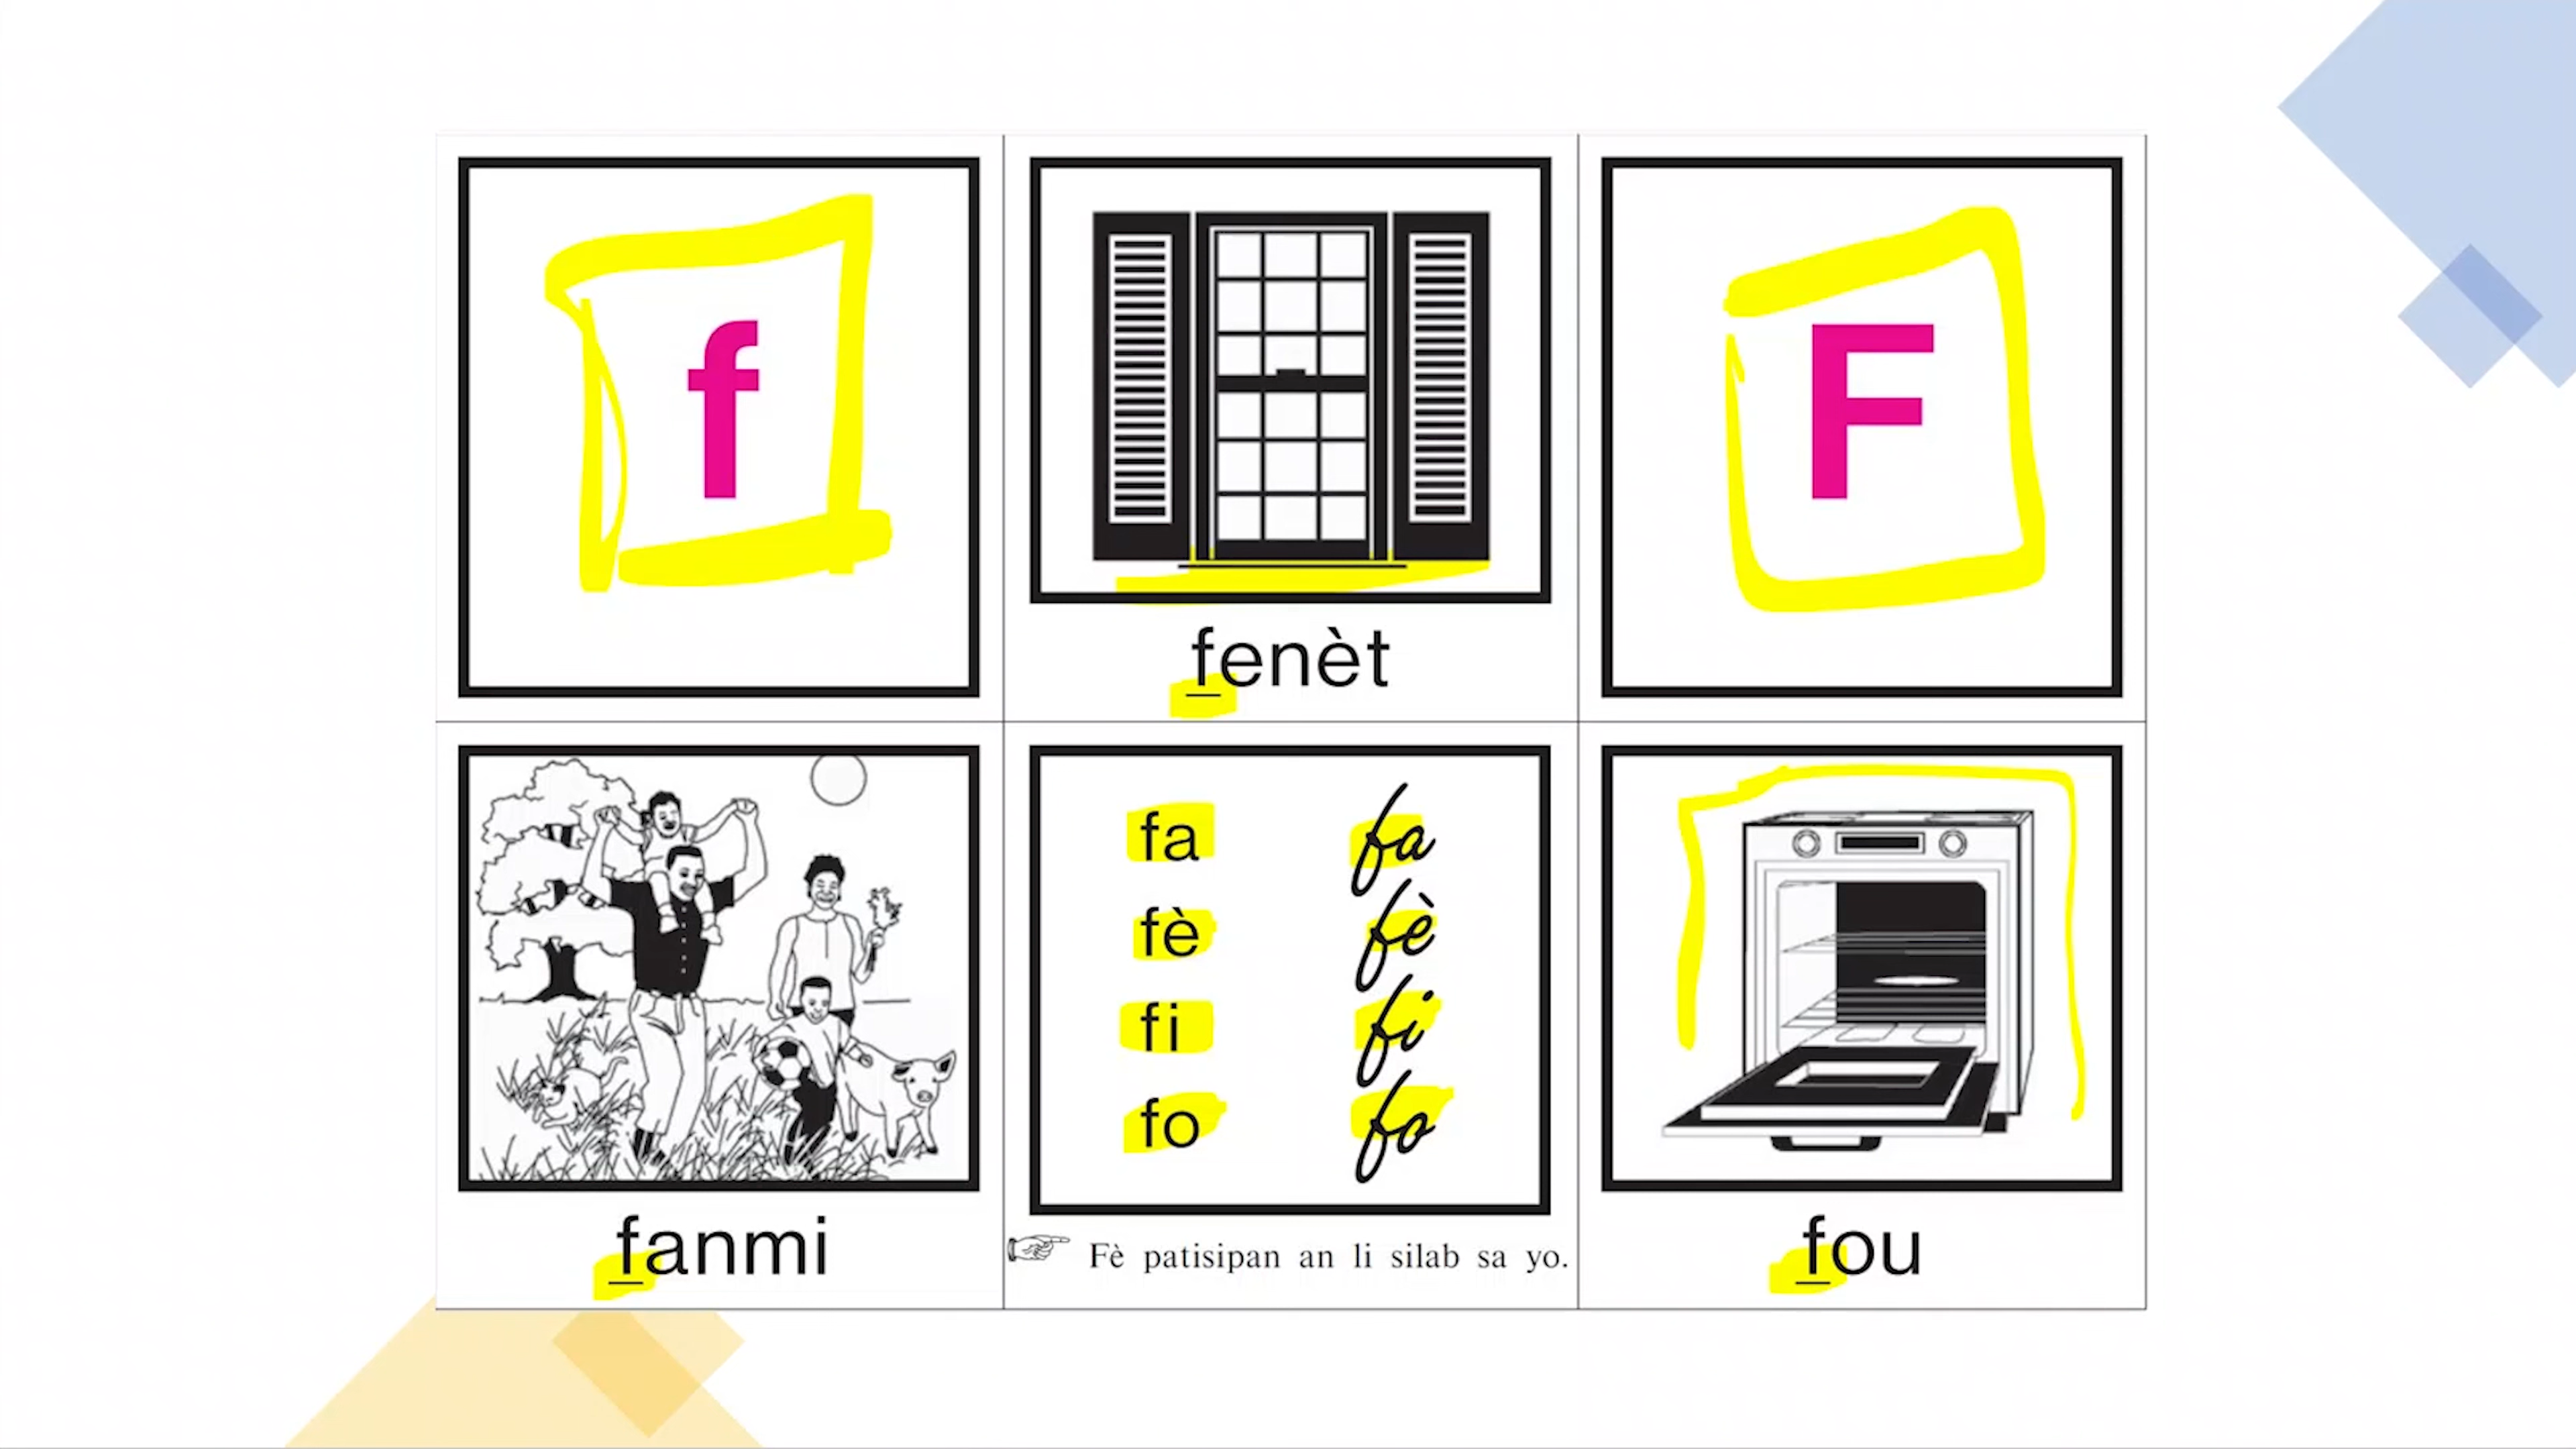 f
fenèt
F
fanmi
fa fa
fè fè
fi fi
fo fo
Fè patisipan an li silab sa yo.
fou